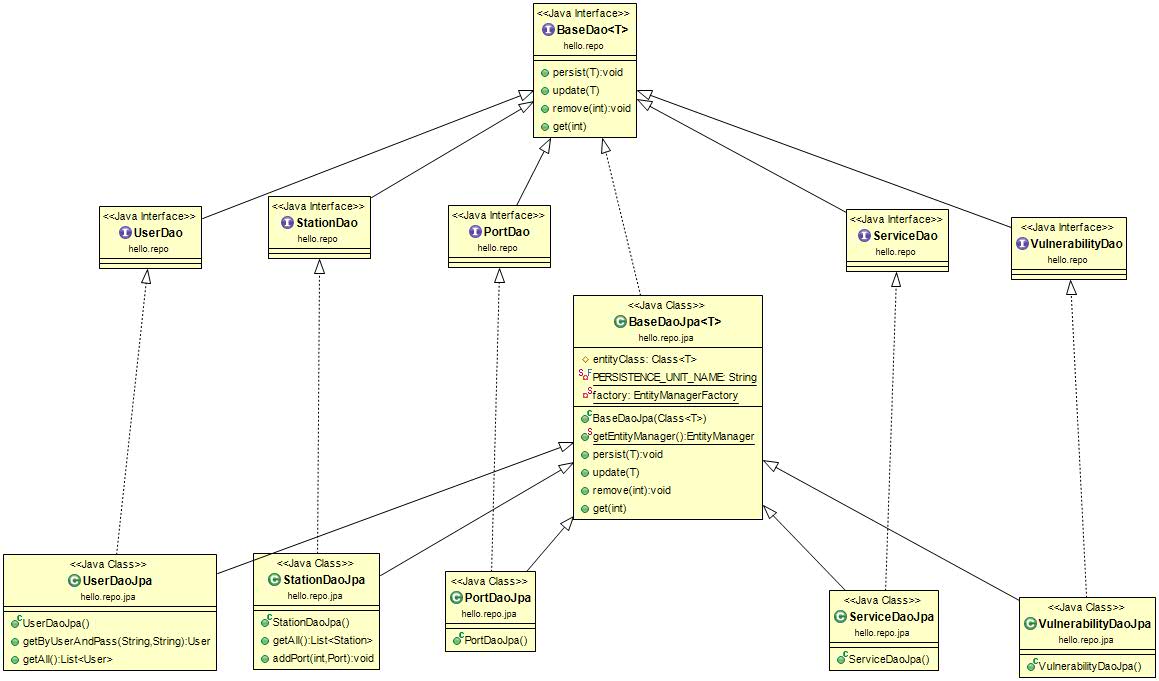 <<Java Interface>>
BaseDao<T>
hello.repo
persist(T):void
update(T)
remove(int):void
get(int)
<<Java Interface>>
UserDao
hello.repo
<<Java Interface>>
StationDao
hello.repo
<<Java Interface>>
PortDao
hello.repo
<<Java Interface>>
ServiceDao
hello.repo
<<Java Interface>>
VulnerabilityDao
hello.repo
<<Java Class>>
BaseDaoJpa<T>
hello.repo.jpa
entityClass: Class<T>
PERSISTENCE_UNIT_NAME: String
factory: EntityManagerFactory
BaseDaoJpa(Class<T>)
getEntityManager():EntityManager
persist(T):void
update(T)
remove(int):void
get(int)
<<Java Class>>
UserDaoJpa
hello.repo.jpa
UserDaoJpa()
getByUserAndPass(String,String):User
getAll():List<User>
<<Java Class>>
StationDaoJpa
hello.repo.jpa
StationDaoJpa()
getAll():List<Station>
addPort(int,Port):void
<<Java Class>>
PortDaoJpa
hello.repo.jpa
PortDaoJpa()
<<Java Class>>
ServiceDaoJpa
hello.repo.jpa
ServiceDaoJpa()
<<Java Class>>
VulnerabilityDaoJpa
hello.repo.jpa
VulnerabilityDaoJpa()